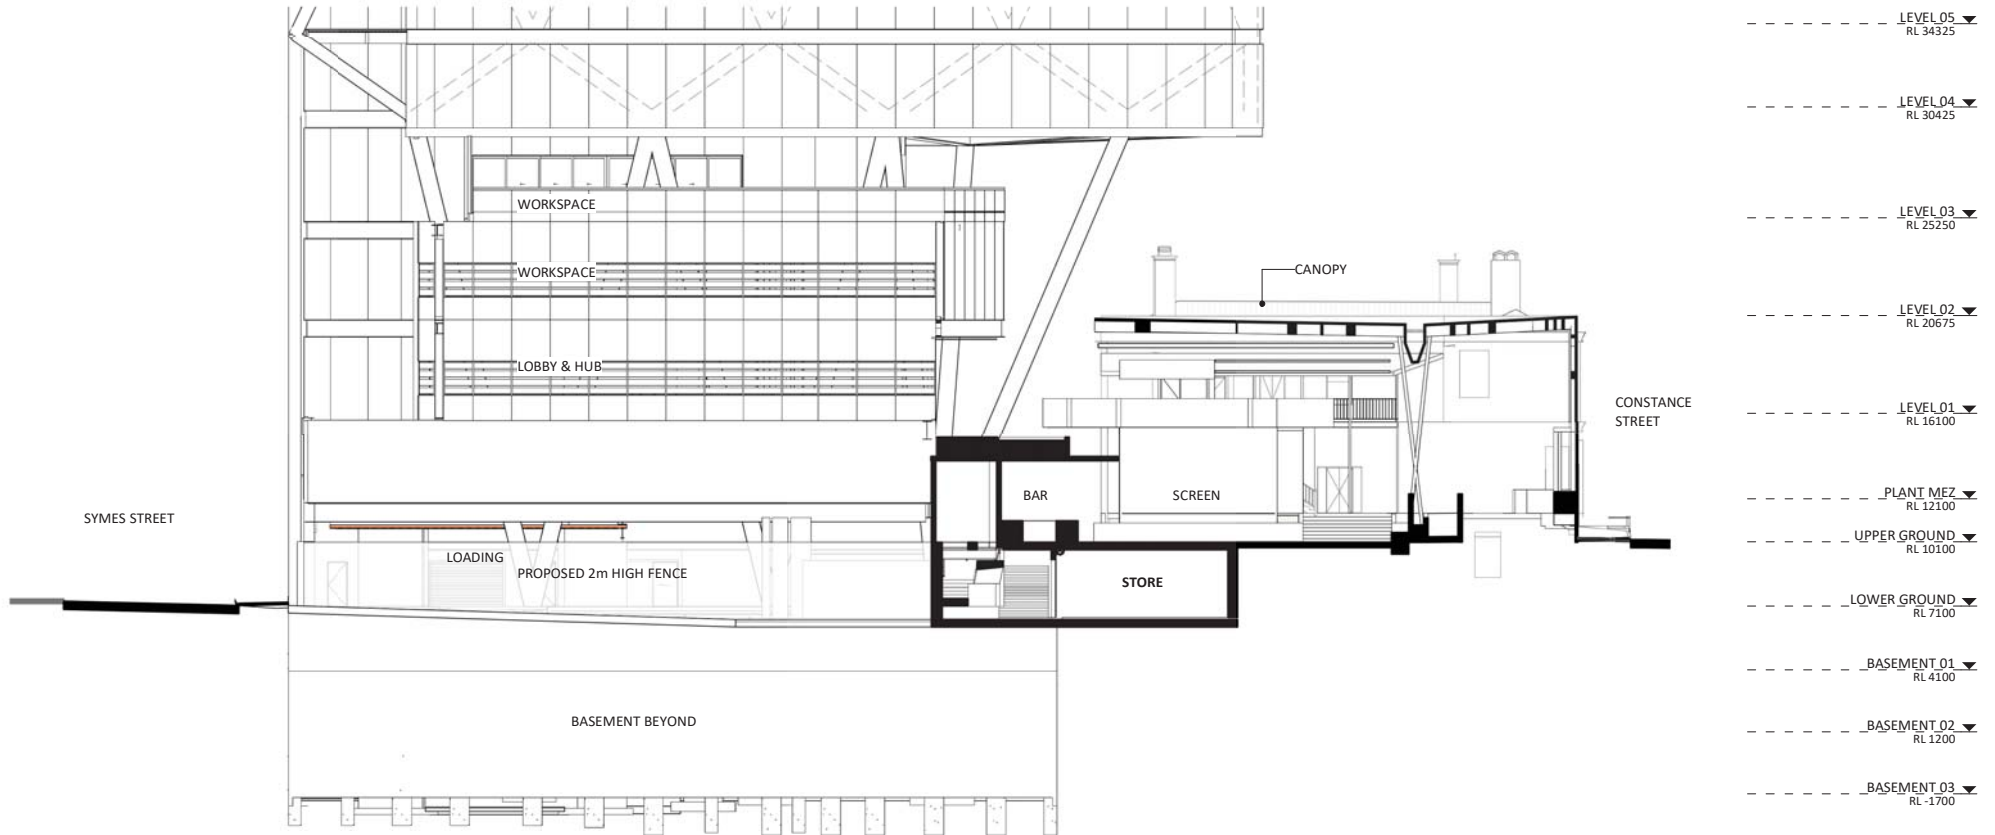 LEVEL 05
RL 34325
LEVEL 04
RL 30425
WORKSPACE
LEVEL 03
RL 25250
WORKSPACE
CANOPY
LEVEL 02
RL 20675
LOBBY & HUB
CONSTANCE
STREET
LEVEL 01
RL 16100
BAR
SCREEN
PLANT MEZ
RL 12100
SYMES STREET
UPPER GROUND
RL 10100
LOADING
PROPOSED 2m HIGH FENCE
STORE
LOWER GROUND
RL 7100
BASEMENT 01
RL 4100
BASEMENT BEYOND
BASEMENT 02
RL 1200
BASEMENT 03
RL -1700